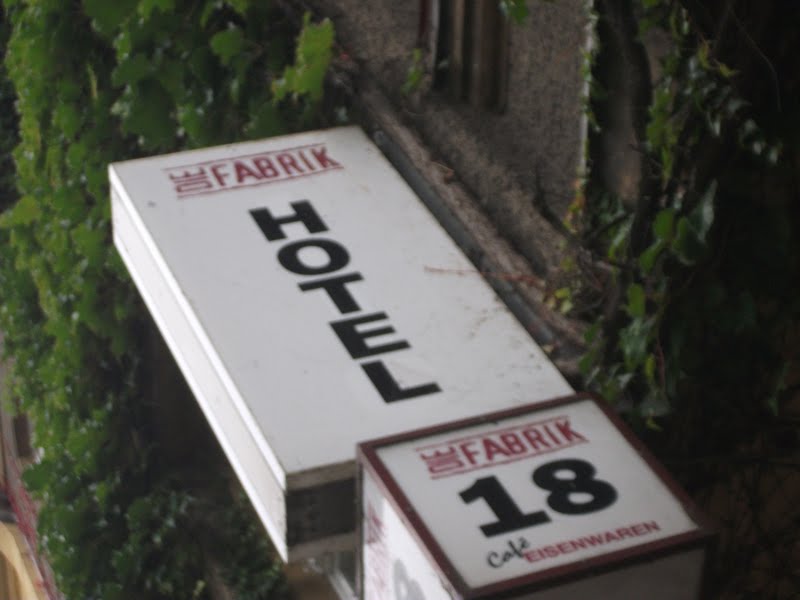 DIE FABRIK
HOTEL
DIE FABRIK
18
Café EISENWAREN